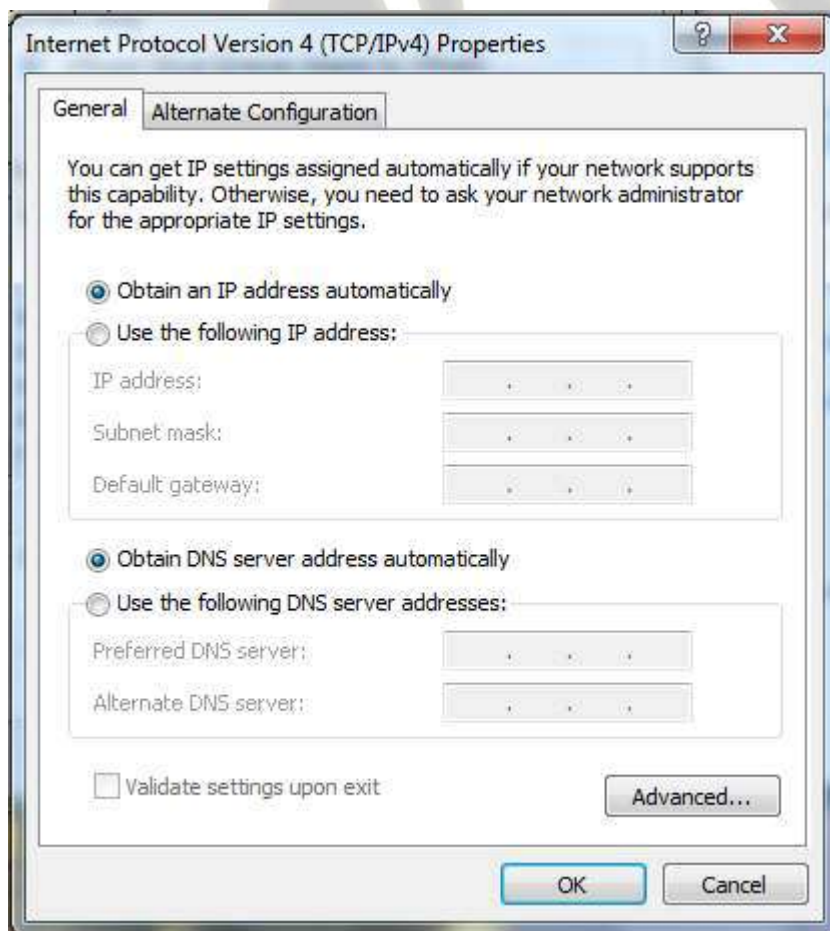 Internet Protocol Version 4 (TCP/IPv4) Properties
General
Alternate Configuration
You can get IP settings assigned automatically if your network supports
this capability. Otherwise, you need to ask your network administrator
for the appropriate IP settings.
Obtain an IP address automatically
Use the following IP address:
IP address:
Subnet mask:
Default gateway:
Obtain DNS server address automatically
Use the following DNS server addresses:
Preferred DNS server:
Alternate DNS server:
Validate settings upon exit
Advanced...
OK
Cancel